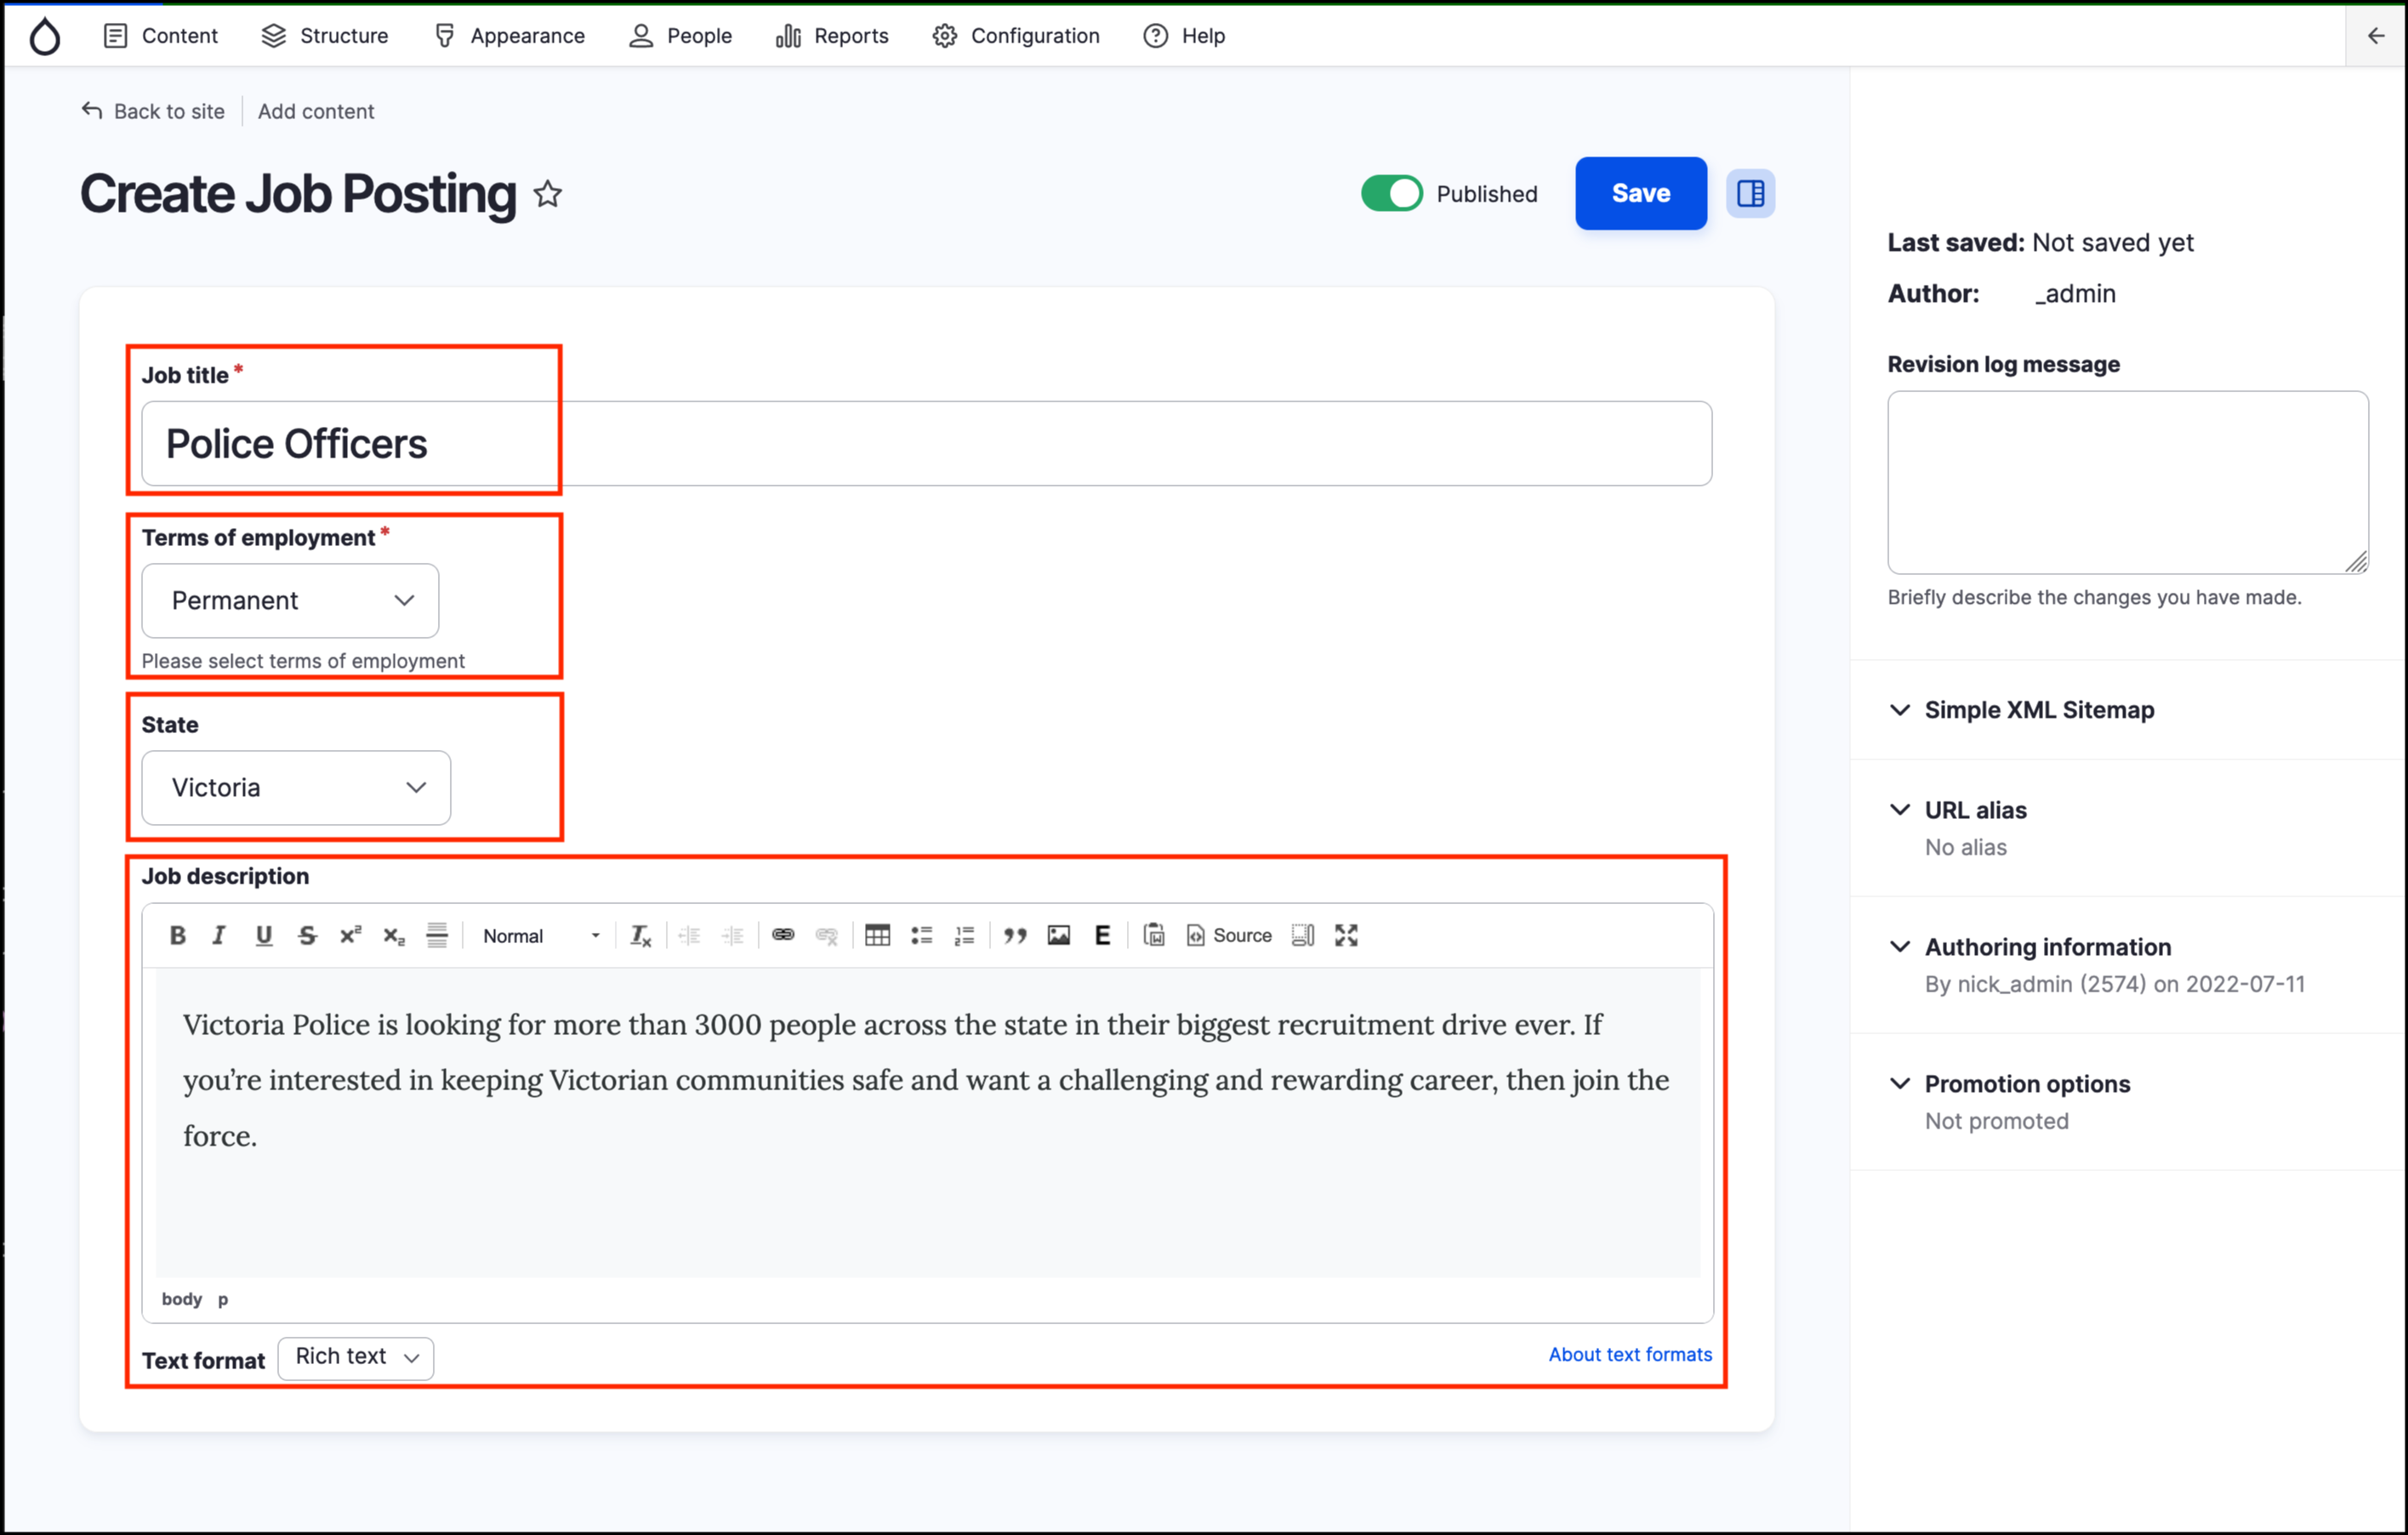 Content Structure Appearance People Reports Configuration Help
Back to site Add content
Create Job Posting
Published Save
Job title *
Police Officers
Terms of employment *
Permanent
Please select terms of employment
State
Victoria
Job description
B I U S x² x₂ Normal Tx E Source
Victoria Police is looking for more than 3000 people across the state in their biggest recruitment drive ever. If
you’re interested in keeping Victorian communities safe and want a challenging and rewarding career, then join the
force.
body p
Text format Rich text About text formats
Last saved: Not saved yet
Author: _admin
Revision log message
Briefly describe the changes you have made.
Simple XML Sitemap
URL alias
No alias
Authoring information
By nick_admin (2574) on 2022-07-11
Promotion options
Not promoted